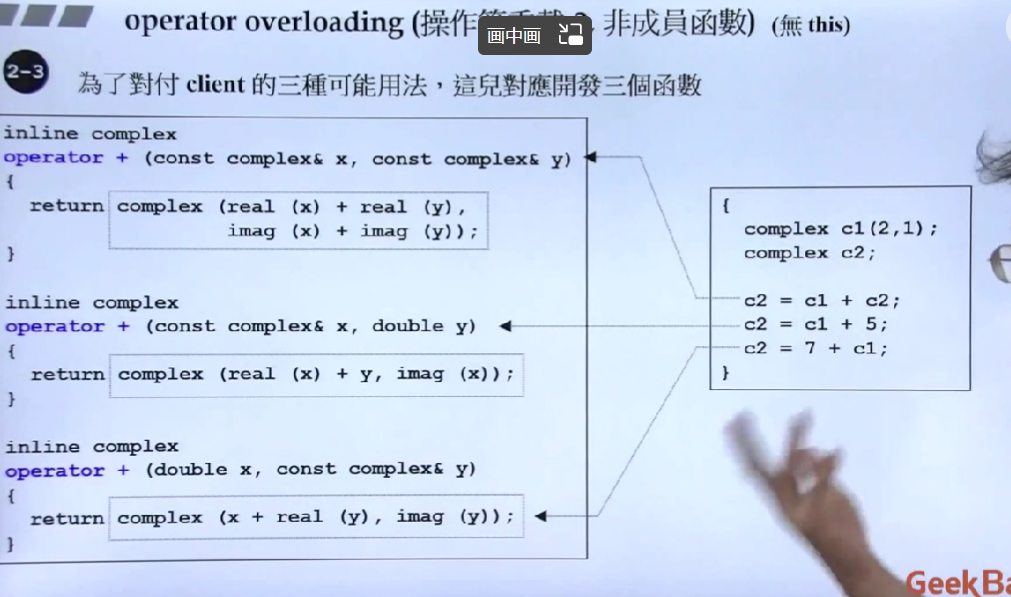 operator overloading (操作 非成員函數) (無 this)
画中画
2-3
為了對付 client 的三種可能用法，這兒對應開發三個函數
inline complex
operator + (const complex& x, const complex& y)
{
return complex (real (x) + real (y),
imag (x) + imag (y));
}
inline complex
operator + (const complex& x, double y)
{
return complex (real (x) + y, imag (x));
}
inline complex
operator + (double x, const complex& y)
{
return complex (x + real (y), imag (y));
}
{
complex c1(2,1);
complex c2;
c2 = c1 + c2;
c2 = c1 + 5;
c2 = 7 + c1;
}
GeekBa